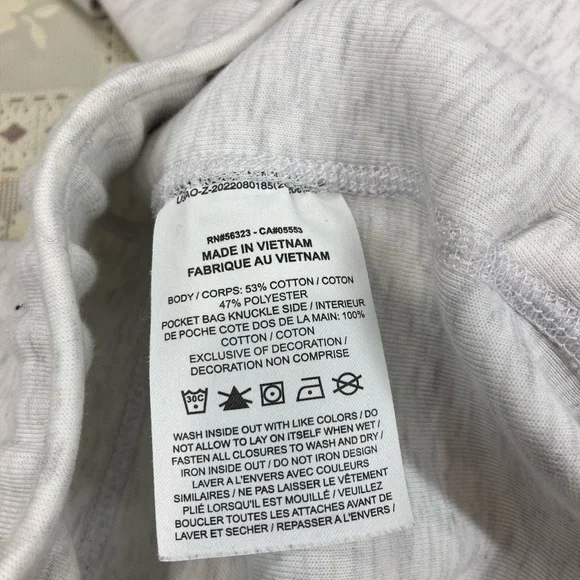 RN#56323 - CA#05553
MADE IN VIETNAM
FABRIQUE AU VIETNAM
BODY / CORPS: 53% COTTON / COTON
47% POLYESTER
POCKET BAG KNUCKLE SIDE / INTERIEUR
DE POCHE COTE DOS DE LA MAIN: 100%
COTTON / COTON
EXCLUSIVE OF DECORATION /
DECORATION NON COMPRISE
30C
WASH INSIDE OUT WITH LIKE COLORS / DO
NOT ALLOW TO LAY ON ITSELF WHEN WET /
FASTEN ALL CLOSURES TO WASH AND DRY /
IRON INSIDE OUT / DO NOT IRON DESIGN
LAVER A L'ENVERS AVEC COULEURS
SIMILAIRES / NE PAS LAISSER LE VÊTEMENT
PLIÉ LORSQU'IL EST MOUILLÉ / VEUILLEZ
BOUCLER TOUTES LES ATTACHES AVANT DE
LAVER ET SECHER / REPASSER A L'ENVERS /